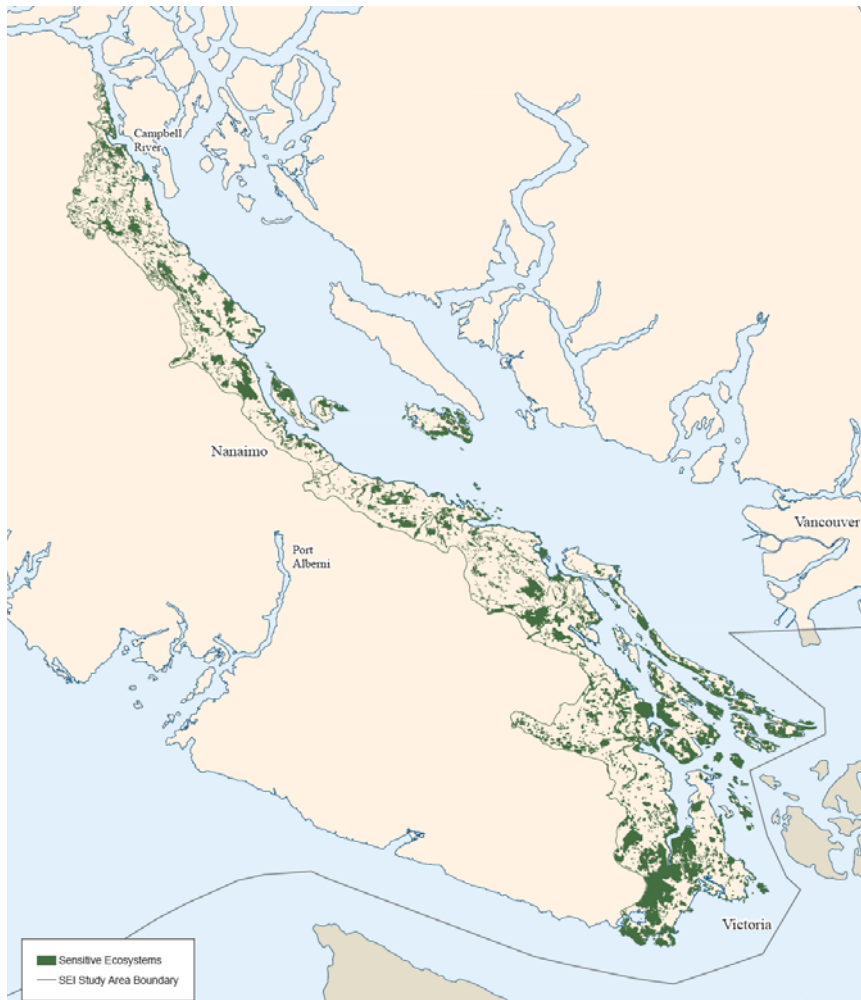 Campbell
River
Nanaimo
Port
Alberni
Vancouver
Victoria
Sensitive Ecosystems
SEI Study Area Boundary